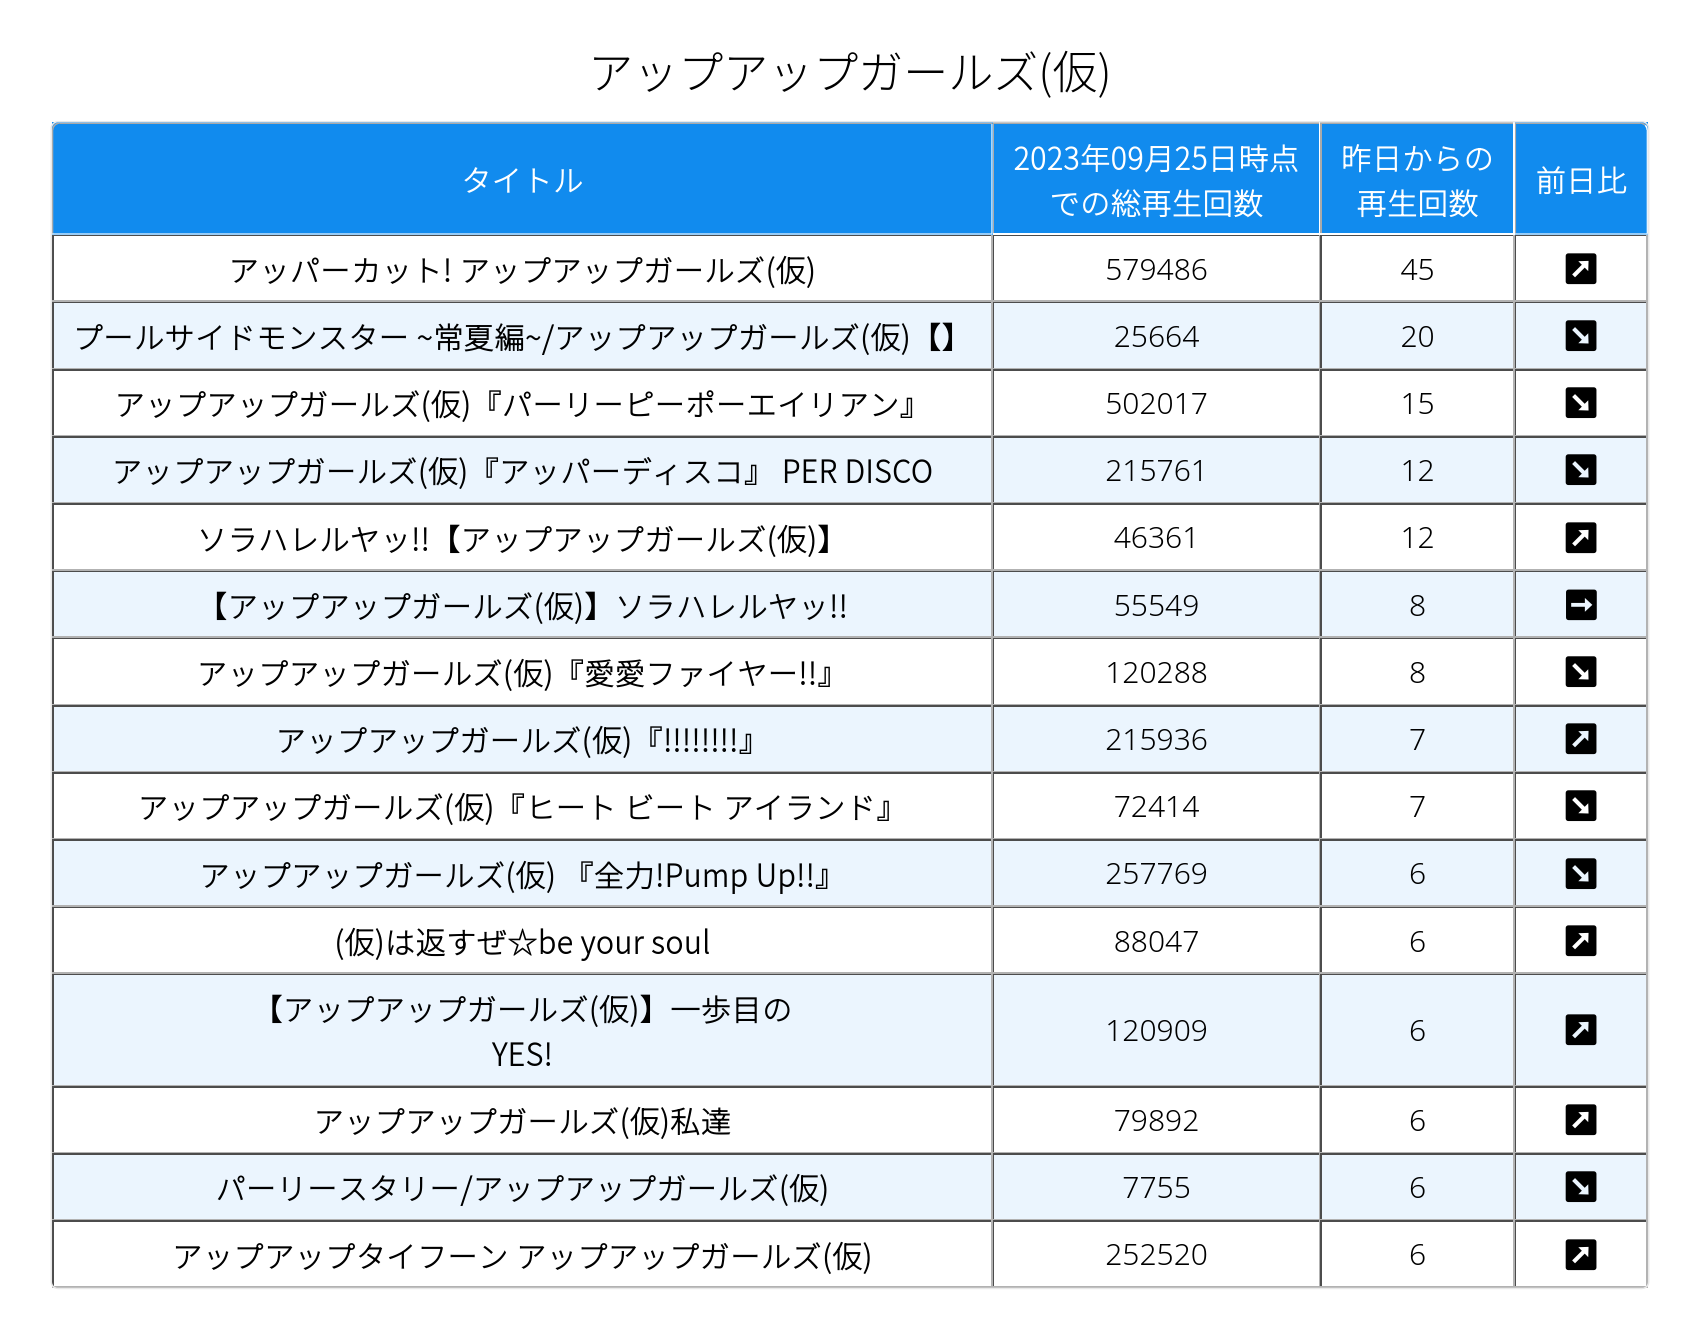 アップアップガールズ(仮)
タイトル 2023年09月25日時点での総再生回数 昨日からの再生回数 前日比
アッパーカット! アップアップガールズ(仮) 579486 45 ↗
プールサイドモンスター ~常夏編~/アップアップガールズ(仮)【】 25664 20 ↘
アップアップガールズ(仮)『パーリーピーポーエイリアン』 502017 15 ↘
アップアップガールズ(仮)『アッパーディスコ』 PER DISCO 215761 12 ↘
ソラハレルヤッ!!【アップアップガールズ(仮)】 46361 12 ↗
【アップアップガールズ(仮)】ソラハレルヤッ!! 55549 8 →
アップアップガールズ(仮)『愛愛ファイヤー!!』 120288 8 ↘
アップアップガールズ(仮)『!!!!!!!!』 215936 7 ↗
アップアップガールズ(仮)『ヒート ビート アイランド』 72414 7 ↘
アップアップガールズ(仮) 『全力!Pump Up!!』 257769 6 ↘
(仮)は返すぜ☆be your soul 88047 6 ↗
【アップアップガールズ(仮)】一歩目の
YES! 120909 6 ↗
アップアップガールズ(仮)私達 79892 6 ↗
パーリースタリー/アップアップガールズ(仮) 7755 6 ↘
アップアップタイフーン アップアップガールズ(仮) 252520 6 ↗